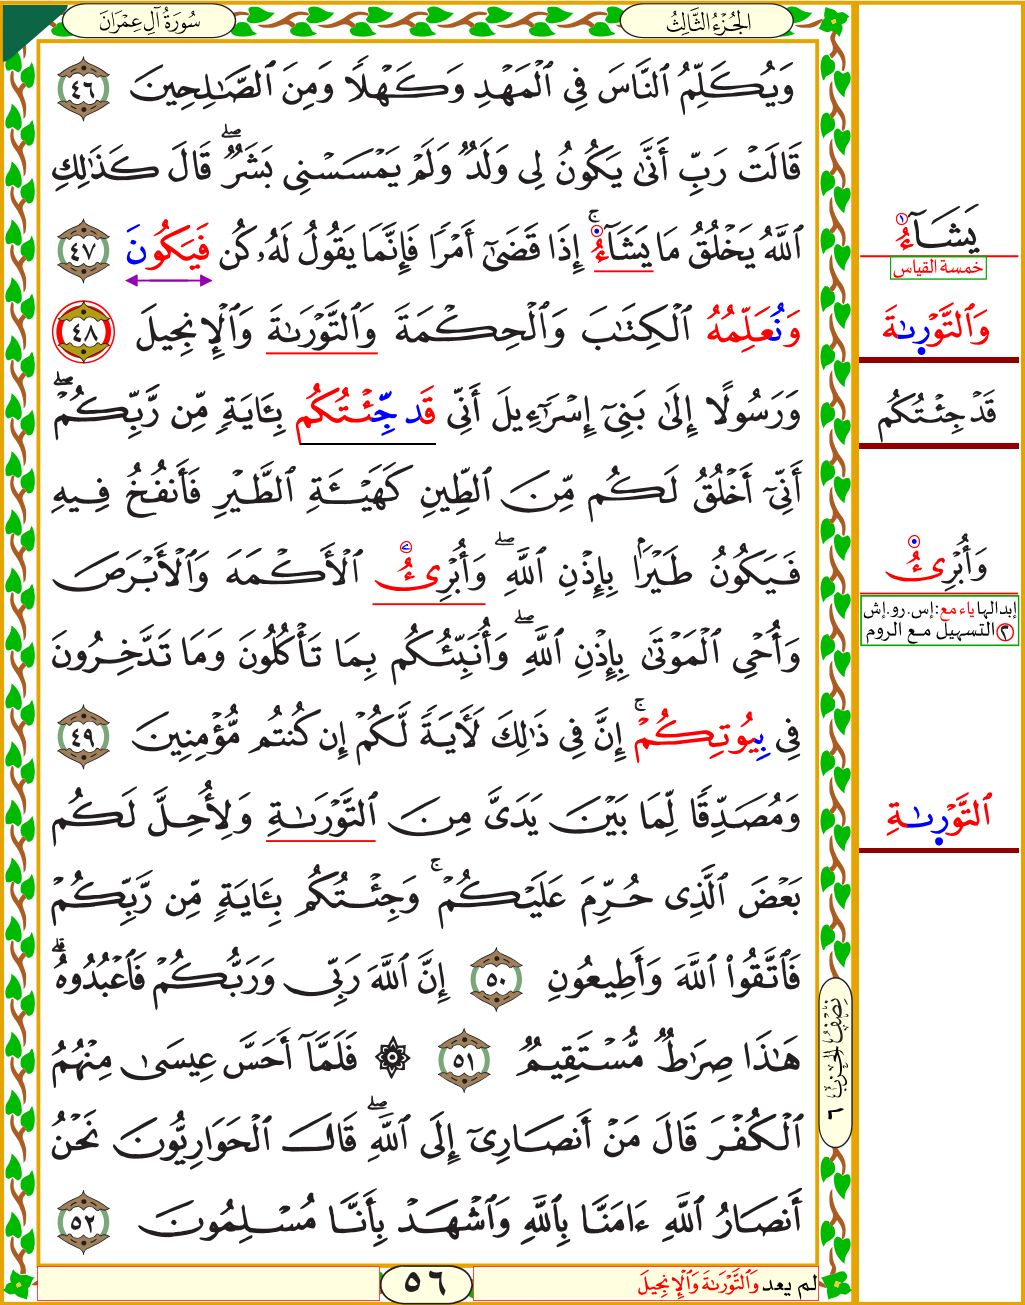 سُورَةُ آلِ عِمْرَانَ
الجُزْءُ الثَّالِثُ
وَيُكَلِّمُ ٱلنَّاسَ فِي ٱلْمَهْدِ وَكَهْلًا وَمِنَ ٱلصَّـٰلِحِينَ ٤٦
قَالَتْ رَبِّ أَنَّىٰ يَكُونُ لِي وَلَدٌ وَلَمْ يَمْسَسْنِي بَشَرٌ ۖ قَالَ كَذَٰلِكِ
ٱللَّهُ يَخْلُقُ مَا يَشَآءُ ۚ إِذَا قَضَىٰٓ أَمْرًا فَإِنَّمَا يَقُولُ لَهُۥ كُن فَيَكُونَ ٤٧
وَنُعَلِّمُهُ ٱلْكِتَـٰبَ وَٱلْحِكْمَةَ وَٱلتَّوْرَىٰةَ وَٱلْإِنجِيلَ ٤٨
وَرَسُولًا إِلَىٰ بَنِىٓ إِسْرَٰٓءِيلَ أَنِّى قَد جِّئْتُكُم بِـَٔايَةٍ مِّن رَّبِّكُمْ ۖ
أَنِّىٓ أَخْلُقُ لَكُم مِّنَ ٱلطِّينِ كَهَيْـَٔةِ ٱلطَّيْرِ فَأَنفُخُ فِيهِ
فَيَكُونُ طَيْرًۢا بِإِذْنِ ٱللَّهِ ۖ وَأُبْرِئُ ٱلْأَكْمَهَ وَٱلْأَبْرَصَ
وَأُحْىِ ٱلْمَوْتَىٰ بِإِذْنِ ٱللَّهِ ۖ وَأُنَبِّئُكُم بِمَا تَأْكُلُونَ وَمَا تَدَّخِرُونَ
فِي بِيُوتِكُمْ ۚ إِنَّ فِي ذَٰلِكَ لَـَٔايَةً لَّكُمْ إِن كُنتُم مُّؤْمِنِينَ ٤٩
وَمُصَدِّقًا لِّمَا بَيْنَ يَدَىَّ مِنَ ٱلتَّوْرَىٰةِ وَلِأُحِلَّ لَكُم
بَعْضَ ٱلَّذِى حُرِّمَ عَلَيْكُمْ ۚ وَجِئْتُكُم بِـَٔايَةٍ مِّن رَّبِّكُمْ
فَٱتَّقُوا۟ ٱللَّهَ وَأَطِيعُونِ ٥٠ إِنَّ ٱللَّهَ رَبِّى وَرَبُّكُمْ فَٱعْبُدُوهُ ۗ
هَـٰذَا صِرَٰطٌ مُّسْتَقِيمٌ ٥١ ۞ فَلَمَّآ أَحَسَّ عِيسَىٰ مِنْهُمُ
ٱلْكُفْرَ قَالَ مَنْ أَنصَارِىٓ إِلَى ٱللَّهِ ۖ قَالَ ٱلْحَوَارِيُّونَ نَحْنُ
أَنصَارُ ٱللَّهِ ءَامَنَّا بِٱللَّهِ وَٱشْهَدْ بِأَنَّا مُسْلِمُونَ ٥٢
يَشَآءُ ١
خمسة القياس
وَٱلتَّوْرِىٰةَ
قَدْ جِئْتُكُم
وَأُبْرِئُ
إبدالها ياء مع: إس.رو.إش
٢ التسهيل مع الروم
ٱلتَّوْرِىٰةِ
نِصْفُ الحِزْبِ ٦
لم يعد وَٱلتَّوْرَىٰةَ وَٱلْإِنجِيلَ
٥٦